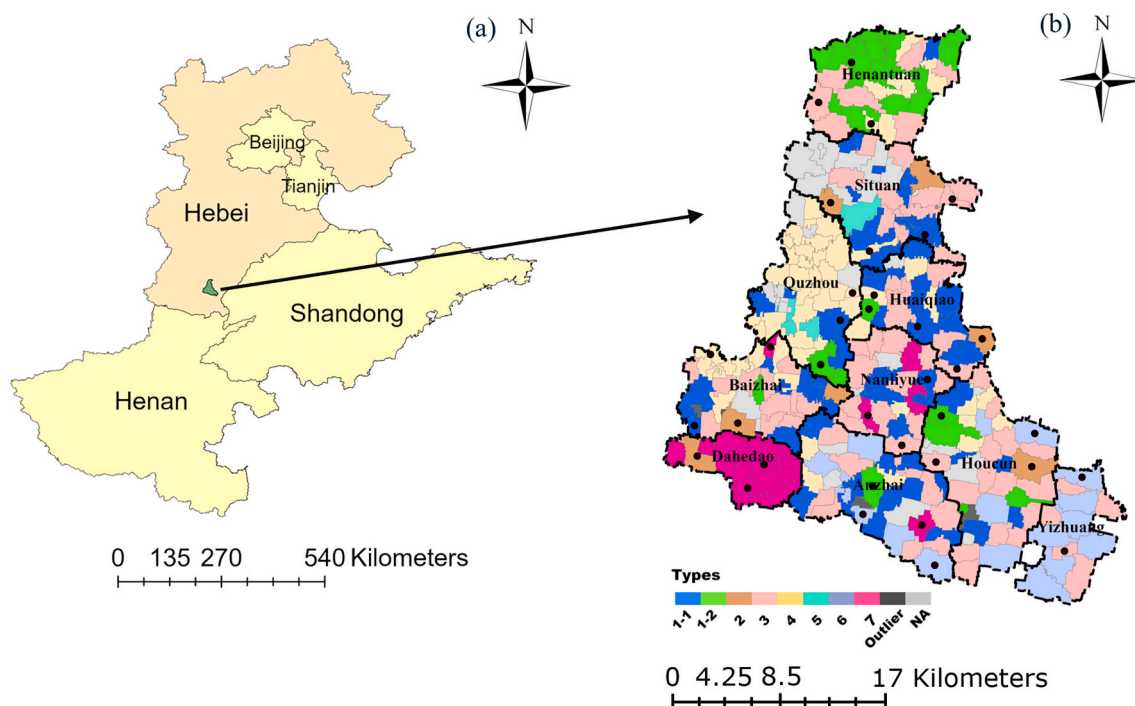 (a)
N
Beijing
Tianjin
Hebei
Shandong
Henan
0 135 270 540 Kilometers
(b)
N
Henantuan
Situan
Quzhou
Huaiqiao
Baizhai
Nanliyue
Dahedao
Anzhai
Houcun
Yizhuang
Types
1-1 1-2 2 3 4 5 6 7 Outlier NA
0 4.25 8.5 17 Kilometers